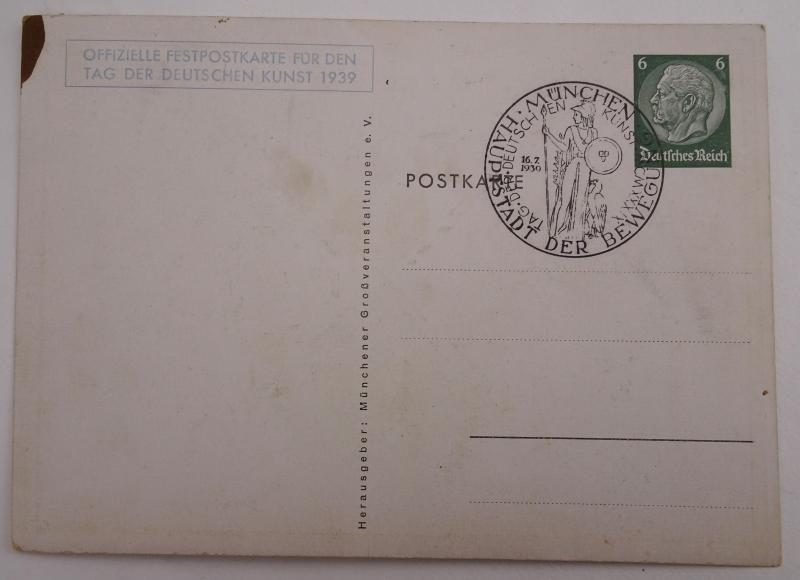 OFFIZIELLE FESTPOSTKARTE FÜR DEN
TAG DER DEUTSCHEN KUNST 1939
6 6
Deutsches Reich
MÜNCHEN
HAUPTSTADT DER BEWEGUNG
TAG·DER·DEUTSCHEN KUNST
16.7.
1939
POSTKARTE
Herausgeber: Münchener Großveranstaltungen e. V.